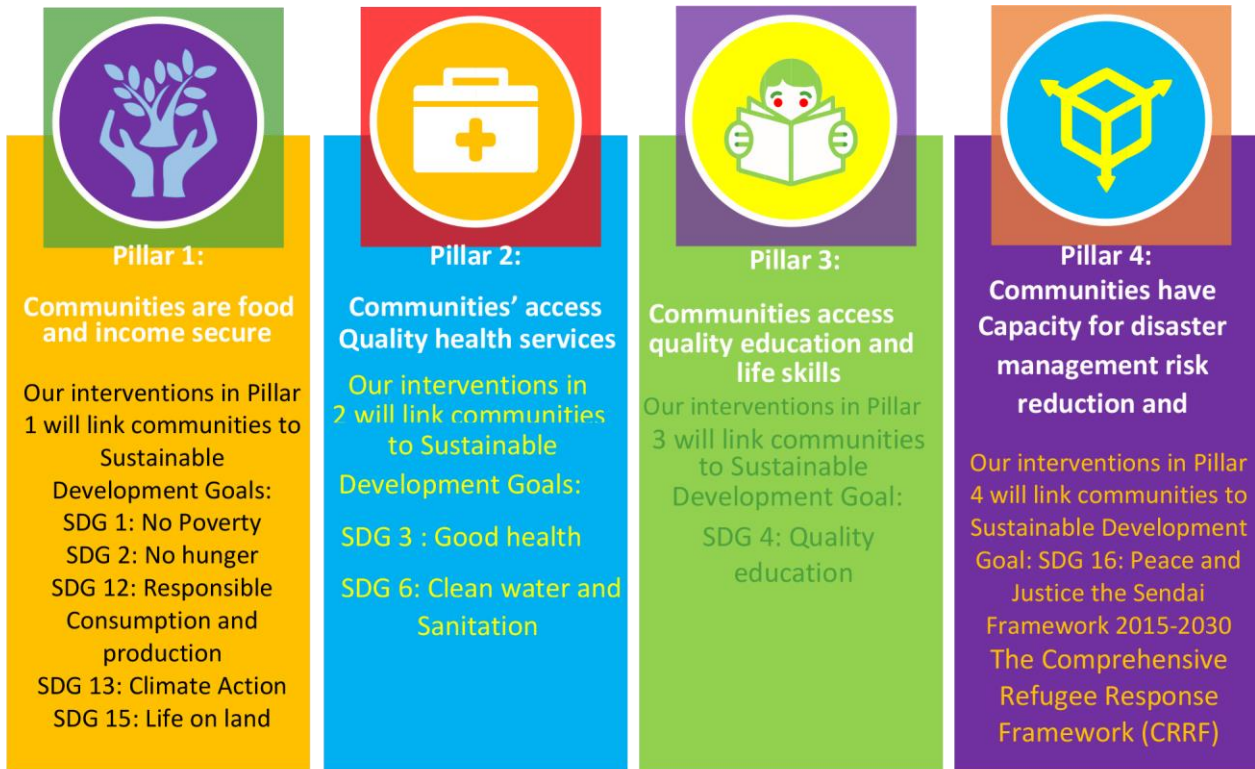 Pillar 1:
Communities are food
and income secure
Our interventions in Pillar
1 will link communities to
Sustainable
Development Goals:
SDG 1: No Poverty
SDG 2: No hunger
SDG 12: Responsible
Consumption and
production
SDG 13: Climate Action
SDG 15: Life on land
Pillar 2:
Communities’ access
Quality health services
Our interventions in
2 will link communities
to Sustainable
Development Goals:
SDG 3 : Good health
SDG 6: Clean water and
Sanitation
Pillar 3:
Communities access
quality education and
life skills
Our interventions in Pillar
3 will link communities
to Sustainable
Development Goal:
SDG 4: Quality
education
Pillar 4:
Communities have
Capacity for disaster
management risk
reduction and
Our interventions in Pillar
4 will link communities to
Sustainable Development
Goal: SDG 16: Peace and
Justice the Sendai
Framework 2015-2030
The Comprehensive
Refugee Response
Framework (CRRF)